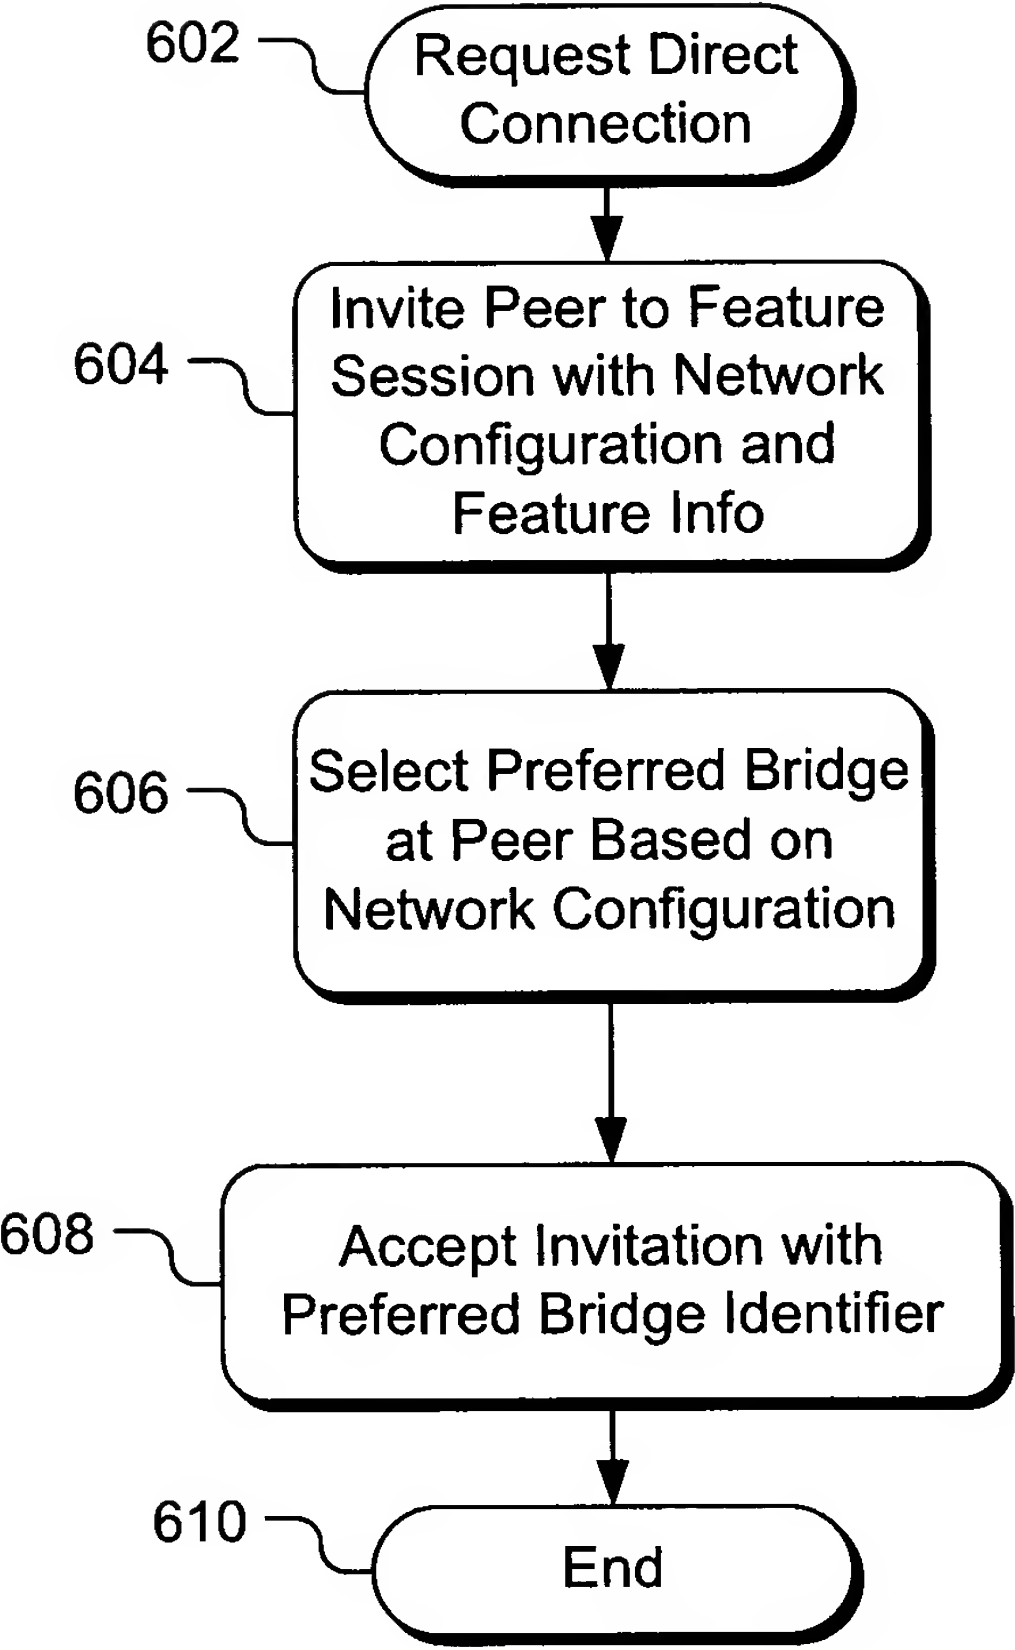 602
Request Direct
Connection
604
Invite Peer to Feature
Session with Network
Configuration and
Feature Info
606
Select Preferred Bridge
at Peer Based on
Network Configuration
608
Accept Invitation with
Preferred Bridge Identifier
610
End